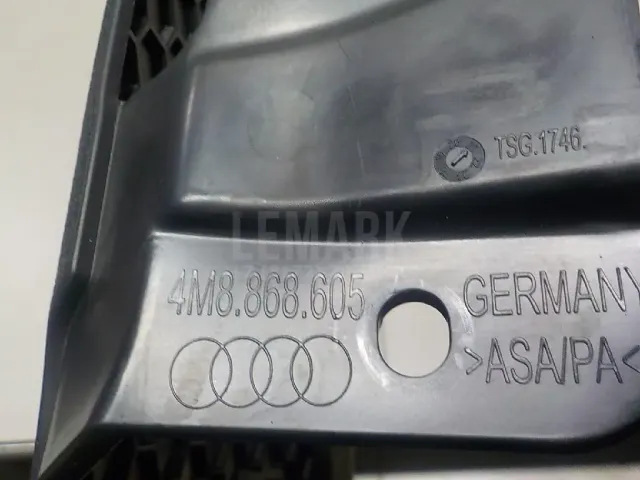 TSG.1746.
LEMARK
4M8.868.605
GERMANY
>ASA/PA<